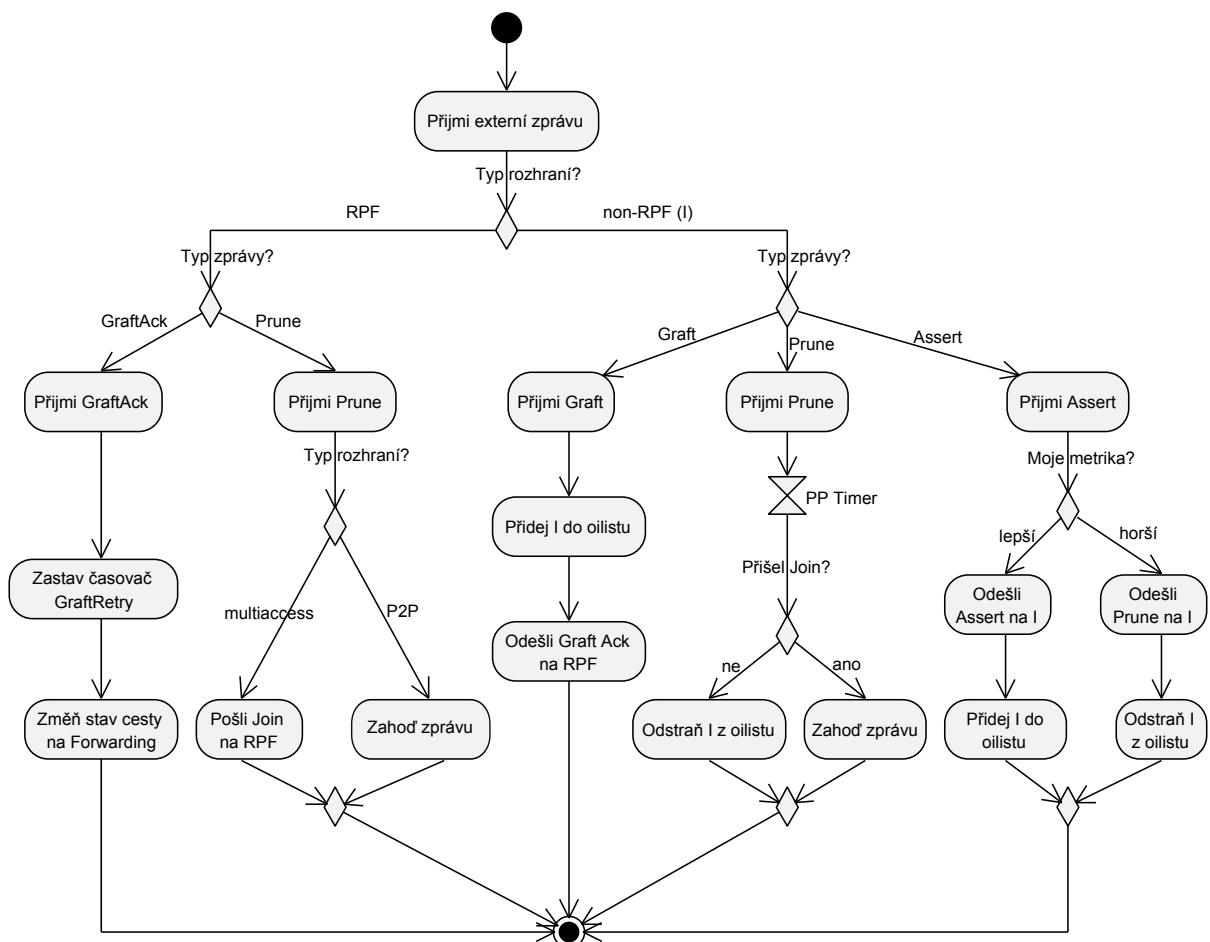 Přijmi externí zprávu
Typ rozhraní?
RPF
non-RPF (I)
Typ zprávy?
Typ zprávy?
GraftAck
Prune
Graft
Prune
Assert
Přijmi GraftAck
Přijmi Prune
Přijmi Graft
Přijmi Prune
Přijmi Assert
Typ rozhraní?
Moje metrika?
PP Timer
Přidej I do oilistu
lepší
horší
Zastav časovač
GraftRetry
Přišel Join?
Odešli
Assert na I
Odešli
Prune na I
multiaccess
P2P
Odešli Graft Ack
na RPF
ne
ano
Změň stav cesty
na Forwarding
Pošli Join
na RPF
Zahoď zprávu
Odstraň I z oilistu
Zahoď zprávu
Přidej I do
oilistu
Odstraň I
z oilistu